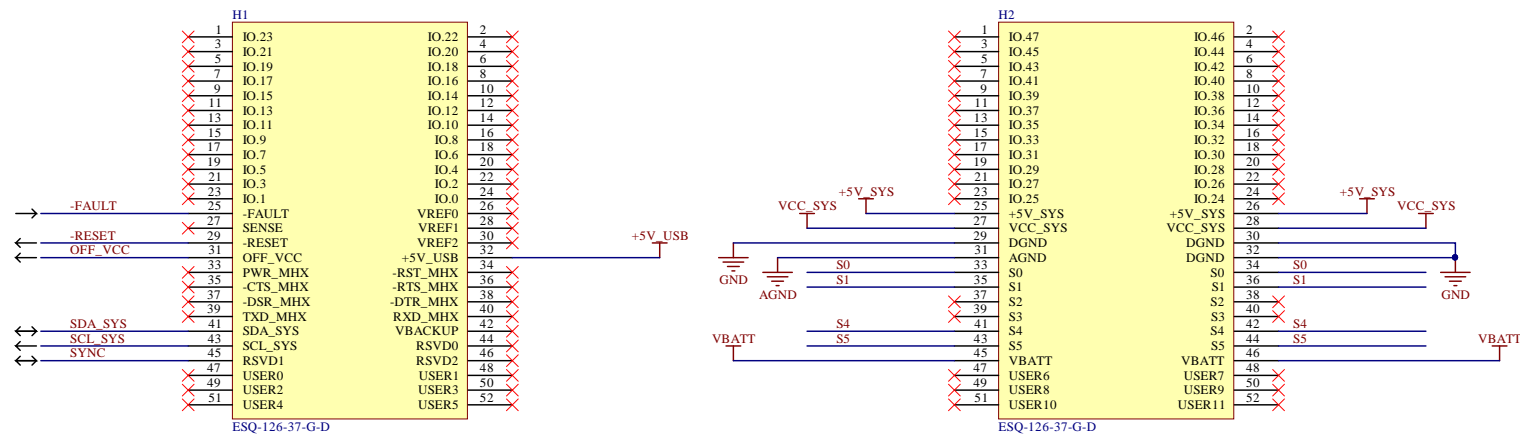 H1
1 IO.23 IO.22 2
3 IO.21 IO.20 4
5 IO.19 IO.18 6
7 IO.17 IO.16 8
9 IO.15 IO.14 10
11 IO.13 IO.12 12
13 IO.11 IO.10 14
15 IO.9 IO.8 16
17 IO.7 IO.6 18
19 IO.5 IO.4 20
21 IO.3 IO.2 22
23 IO.1 IO.0 24
-FAULT 25 -FAULT VREF0 26
27 SENSE VREF1 28
-RESET 29 -RESET VREF2 30
OFF_VCC 31 OFF_VCC +5V_USB 32 +5V_USB
33 PWR_MHX -RST_MHX 34
35 -CTS_MHX -RTS_MHX 36
37 -DSR_MHX -DTR_MHX 38
39 TXD_MHX RXD_MHX 40
SDA_SYS 41 SDA_SYS VBACKUP 42
SCL_SYS 43 SCL_SYS RSVD0 44
SYNC 45 RSVD1 RSVD2 46
47 USER0 USER1 48
49 USER2 USER3 50
51 USER4 USER5 52
ESQ-126-37-G-D
H2
1 IO.47 IO.46 2
3 IO.45 IO.44 4
5 IO.43 IO.42 6
7 IO.41 IO.40 8
9 IO.39 IO.38 10
11 IO.37 IO.36 12
13 IO.35 IO.34 14
15 IO.33 IO.32 16
17 IO.31 IO.30 18
19 IO.29 IO.28 20
21 IO.27 IO.26 22
23 IO.25 IO.24 24
+5V_SYS 25 +5V_SYS +5V_SYS 26 +5V_SYS
VCC_SYS 27 VCC_SYS VCC_SYS 28 VCC_SYS
GND 29 DGND DGND 30
AGND 31 AGND DGND 32 GND
S0 33 S0 S0 34 S0
S1 35 S1 S1 36 S1
37 S2 S2 38
39 S3 S3 40
S4 41 S4 S4 42 S4
S5 43 S5 S5 44 S5
VBATT 45 VBATT VBATT 46 VBATT
47 USER6 USER7 48
49 USER8 USER9 50
51 USER10 USER11 52
ESQ-126-37-G-D